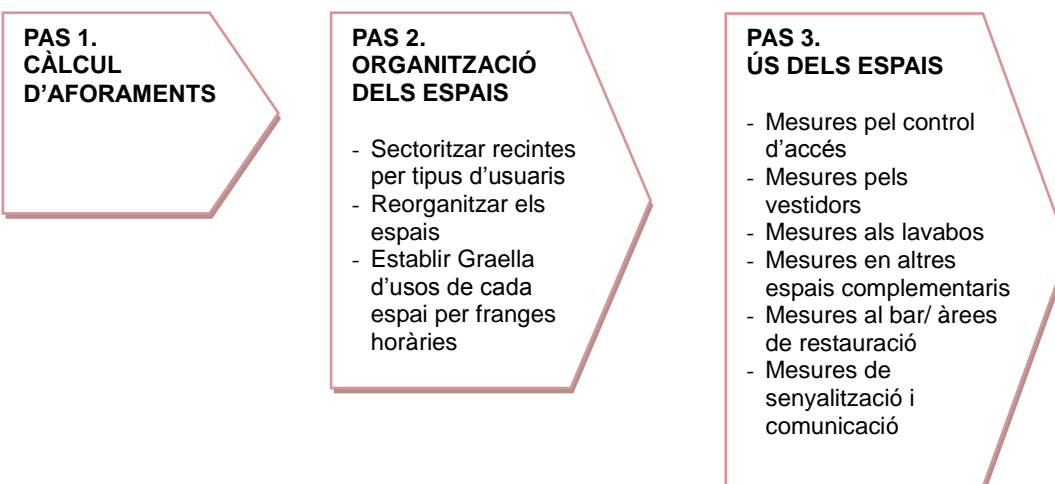 PAS 1.
CÀLCUL
D’AFORAMENTS
PAS 2.
ORGANITZACIÓ
DELS ESPAIS
- Sectoritzar recintes
per tipus d’usuaris
- Reorganitzar els
espais
- Establir Graella
d’usos de cada
espai per franges
horàries
PAS 3.
ÚS DELS ESPAIS
- Mesures pel control
d’accés
- Mesures pels
vestidors
- Mesures als lavabos
- Mesures en altres
espais complementaris
- Mesures al bar/ àrees
de restauració
- Mesures de
senyalització i
comunicació